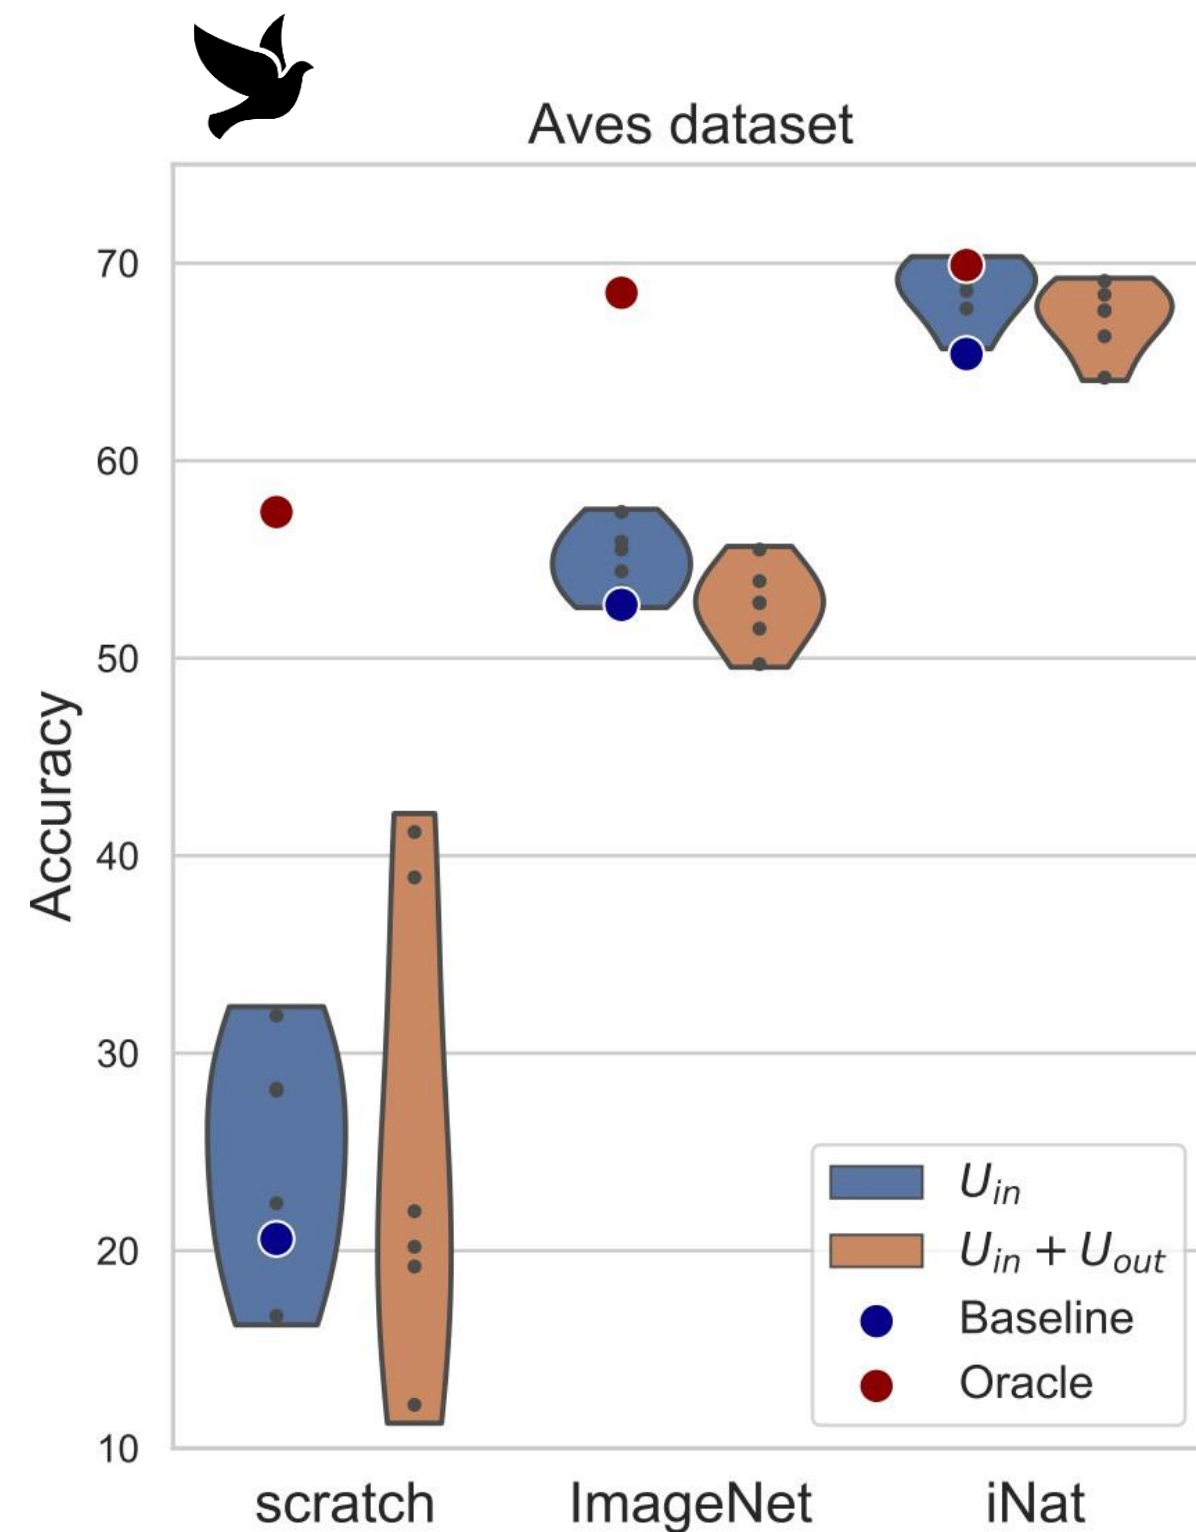 Aves dataset
Accuracy
70
60
50
40
30
20
10
scratch
ImageNet
iNat
U_in
U_in + U_out
Baseline
Oracle